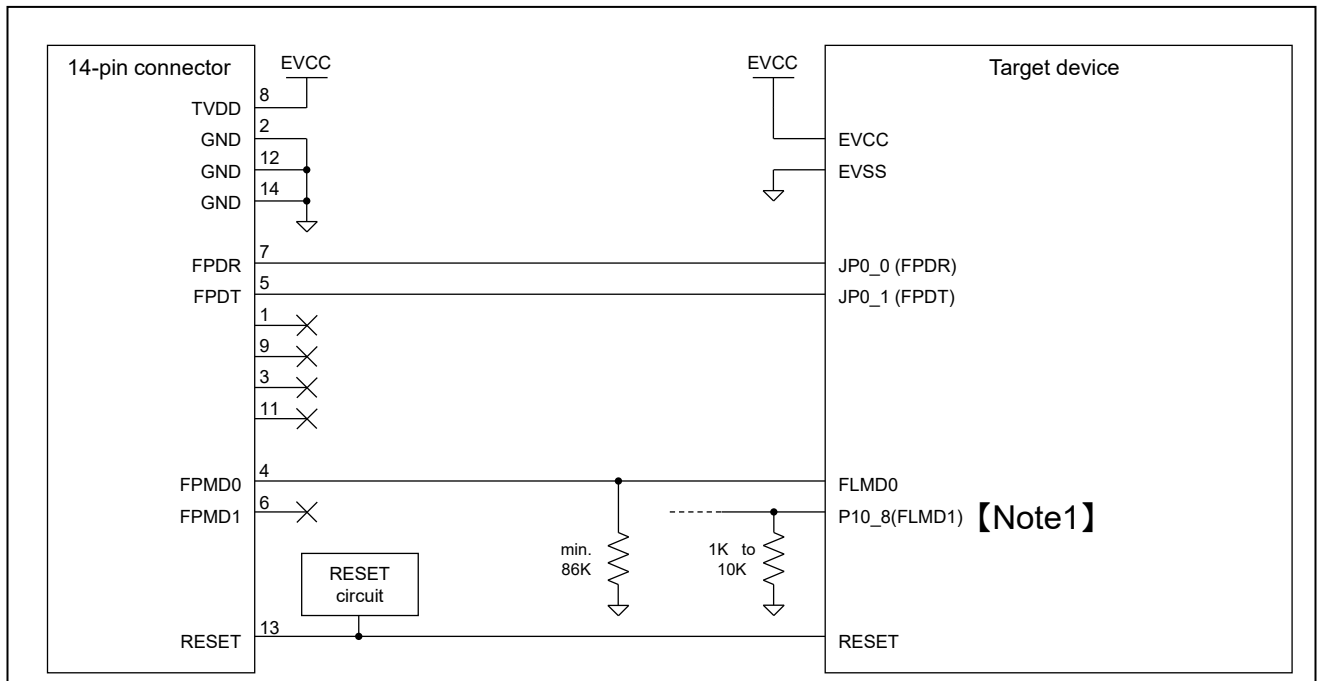 14-pin connector
EVCC
EVCC
Target device
TVDD
8
GND
2
EVCC
GND
12
EVSS
GND
14
FPDR
7
JP0_0 (FPDR)
FPDT
5
JP0_1 (FPDT)
1
9
3
11
FPMD0
4
FLMD0
FPMD1
6
P10_8(FLMD1)【Note1】
min.
86K
1K to
10K
RESET
circuit
RESET
13
RESET